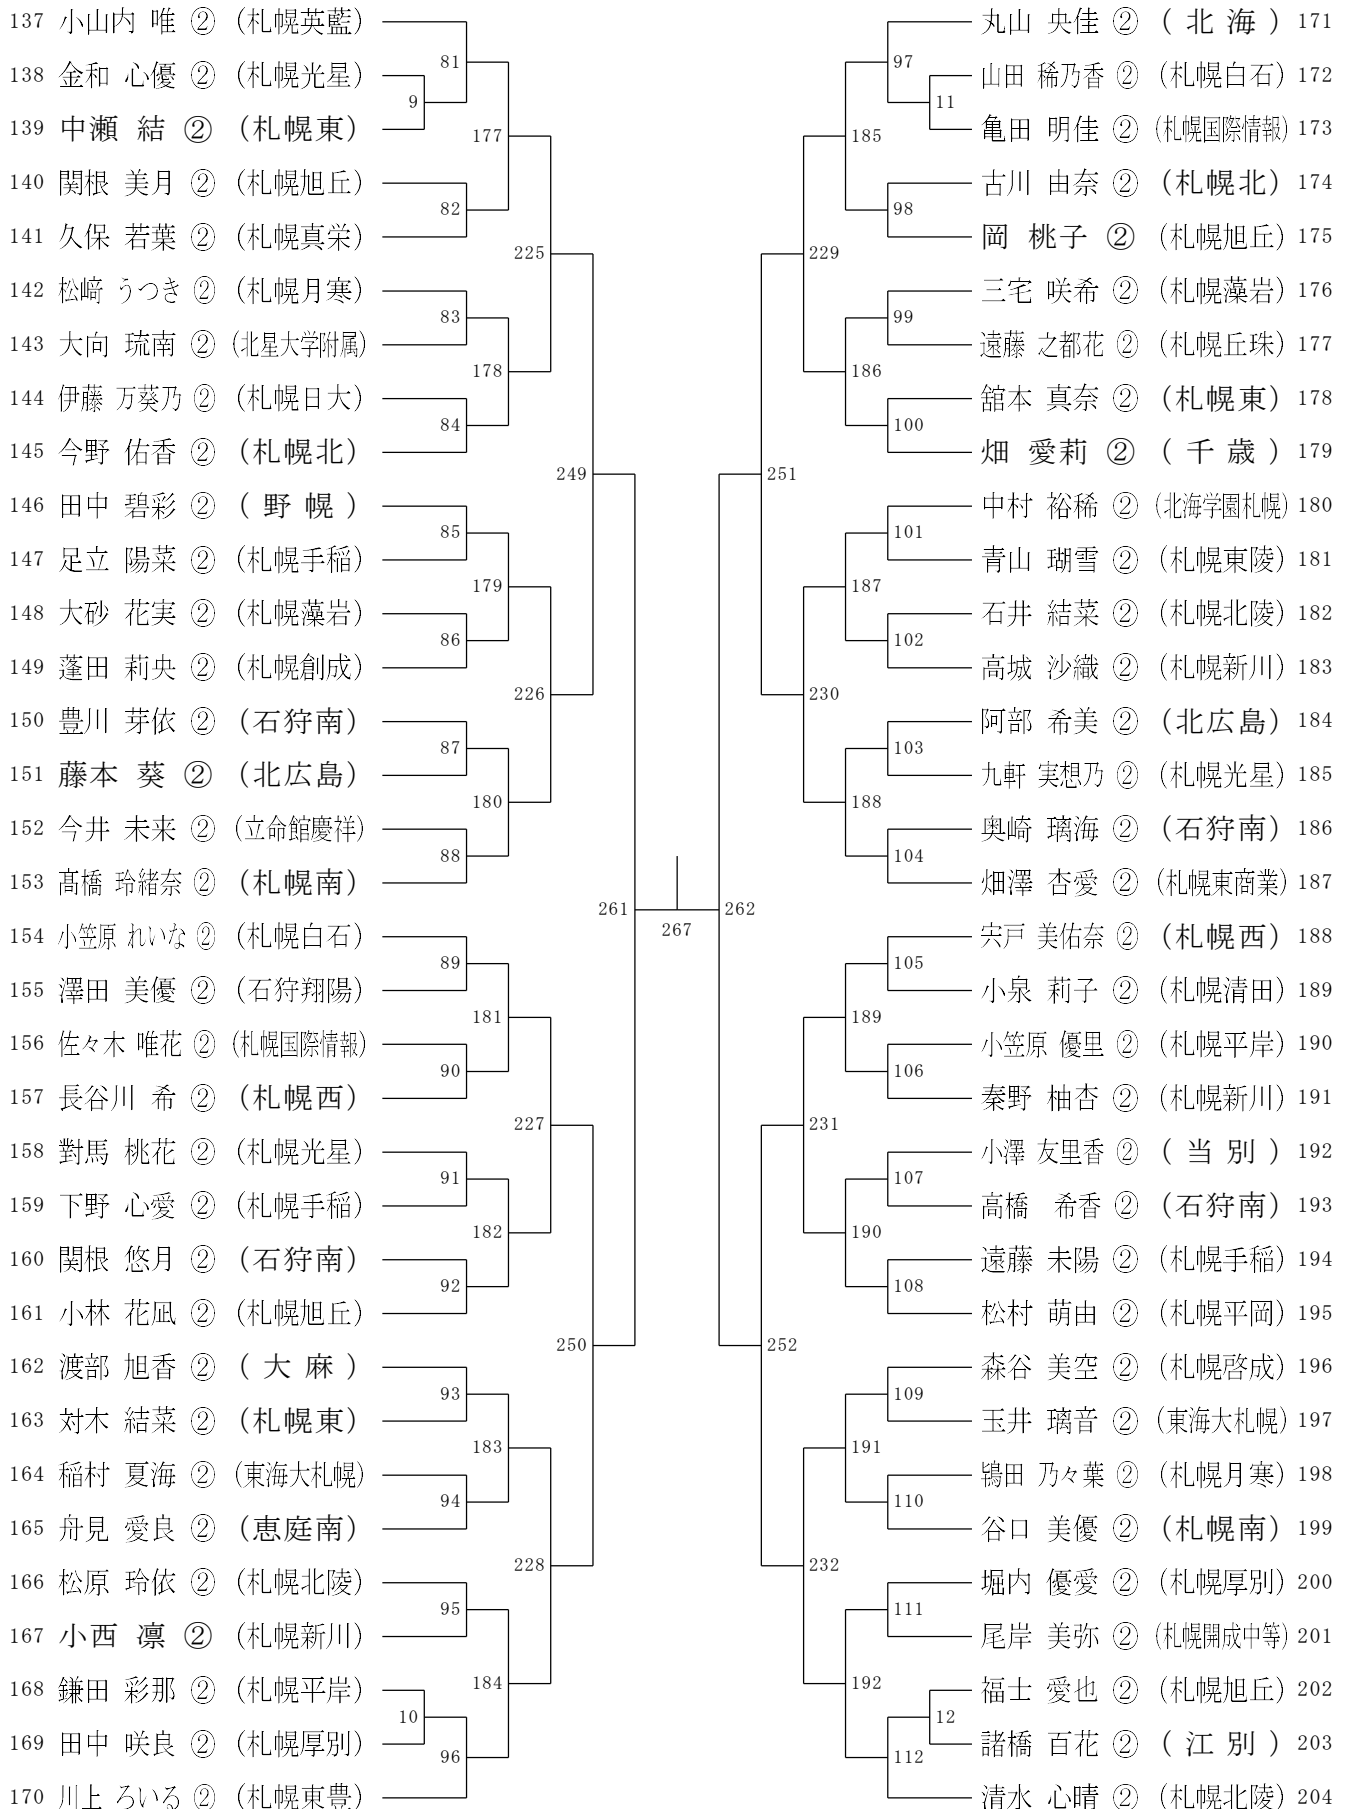 137 小山内 唯 ② (札幌英藍)
138 金和 心優 ② (札幌光星)
139 中瀬 結 ② (札幌東)
140 関根 美月 ② (札幌旭丘)
141 久保 若葉 ② (札幌真栄)
142 松﨑 うつき ② (札幌月寒)
143 大向 琉南 ② (北星大学附属)
144 伊藤 万葵乃 ② (札幌日大)
145 今野 佑香 ② (札幌北)
146 田中 碧彩 ② (野幌)
147 足立 陽菜 ② (札幌手稲)
148 大砂 花実 ② (札幌藻岩)
149 蓬田 莉央 ② (札幌創成)
150 豊川 芽依 ② (石狩南)
151 藤本 葵 ② (北広島)
152 今井 未来 ② (立命館慶祥)
153 髙橋 玲緒奈 ② (札幌南)
154 小笠原 れいな ② (札幌白石)
155 澤田 美優 ② (石狩翔陽)
156 佐々木 唯花 ② (札幌国際情報)
157 長谷川 希 ② (札幌西)
158 對馬 桃花 ② (札幌光星)
159 下野 心愛 ② (札幌手稲)
160 関根 悠月 ② (石狩南)
161 小林 花凪 ② (札幌旭丘)
162 渡部 旭香 ② (大麻)
163 対木 結菜 ② (札幌東)
164 稲村 夏海 ② (東海大札幌)
165 舟見 愛良 ② (恵庭南)
166 松原 玲依 ② (札幌北陵)
167 小西 凛 ② (札幌新川)
168 鎌田 彩那 ② (札幌平岸)
169 田中 咲良 ② (札幌厚別)
170 川上 ろいる ② (札幌東豊)
9
10
81
82
83
84
85
86
87
88
89
90
91
92
93
94
95
96
177
178
179
180
181
182
183
184
225
226
227
228
249
250
261
267
262
251
252
229
230
231
232
185
186
187
188
189
190
191
192
97
98
99
100
101
102
103
104
105
106
107
108
109
110
111
112
11
12
丸山 央佳 ② (北海) 171
山田 稀乃香 ② (札幌白石) 172
亀田 明佳 ② (札幌国際情報) 173
古川 由奈 ② (札幌北) 174
岡 桃子 ② (札幌旭丘) 175
三宅 咲希 ② (札幌藻岩) 176
遠藤 之都花 ② (札幌丘珠) 177
舘本 真奈 ② (札幌東) 178
畑 愛莉 ② (千歳) 179
中村 裕稀 ② (北海学園札幌) 180
青山 瑚雪 ② (札幌東陵) 181
石井 結菜 ② (札幌北陵) 182
高城 沙織 ② (札幌新川) 183
阿部 希美 ② (北広島) 184
九軒 実想乃 ② (札幌光星) 185
奥崎 璃海 ② (石狩南) 186
畑澤 杏愛 ② (札幌東商業) 187
宍戸 美佑奈 ② (札幌西) 188
小泉 莉子 ② (札幌清田) 189
小笠原 優里 ② (札幌平岸) 190
秦野 柚杏 ② (札幌新川) 191
小澤 友里香 ② (当別) 192
高橋 希香 ② (石狩南) 193
遠藤 未陽 ② (札幌手稲) 194
松村 萌由 ② (札幌平岡) 195
森谷 美空 ② (札幌啓成) 196
玉井 璃音 ② (東海大札幌) 197
鴇田 乃々葉 ② (札幌月寒) 198
谷口 美優 ② (札幌南) 199
堀内 優愛 ② (札幌厚別) 200
尾岸 美弥 ② (札幌開成中等) 201
福士 愛也 ② (札幌旭丘) 202
諸橋 百花 ② (江別) 203
清水 心晴 ② (札幌北陵) 204